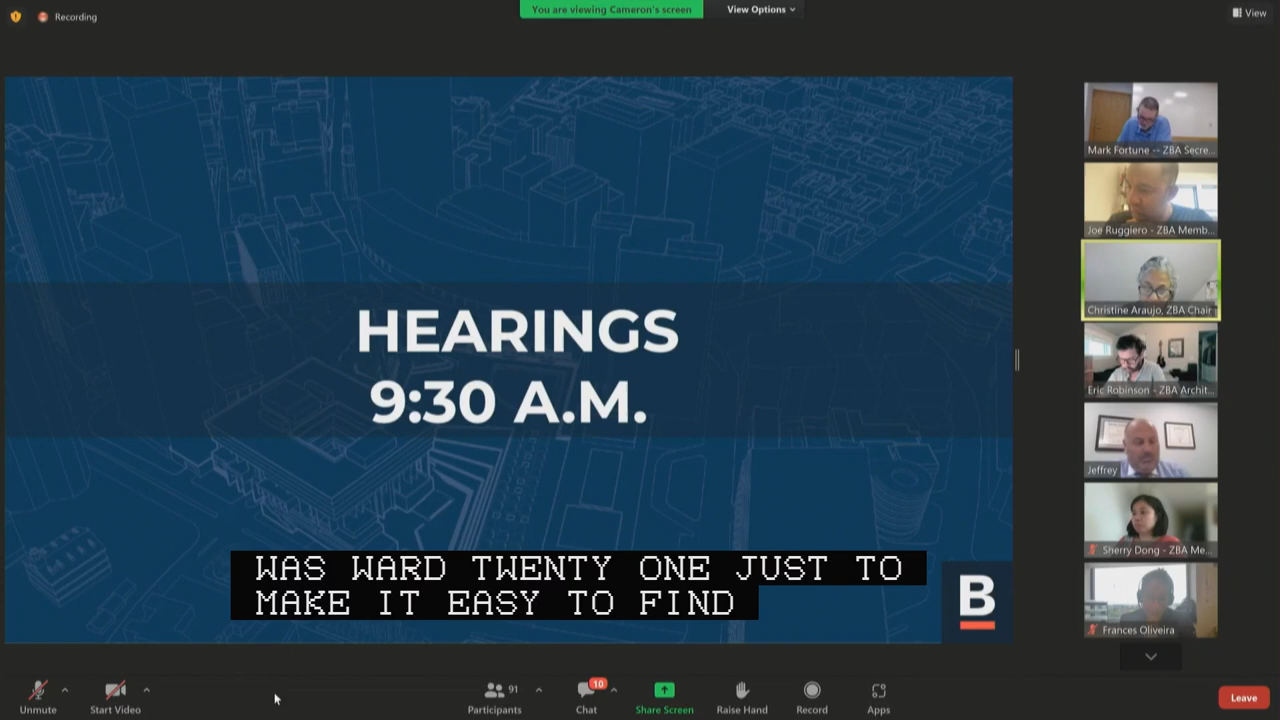 Recording
You are viewing Cameron's screen
View Options
View
HEARINGS
9:30 A.M.
WAS WARD TWENTY ONE JUST TO
MAKE IT EASY TO FIND
B
Mark Fortune -- ZBA Secre...
Joe Ruggiero - ZBA Memb...
Christine Araujo, ZBA Chair
Eric Robinson - ZBA Archit...
Jeffrey
Sherry Dong - ZBA Me...
Frances Oliveira
Unmute
Start Video
91
Participants
10
Chat
Share Screen
Raise Hand
Record
Apps
Leave